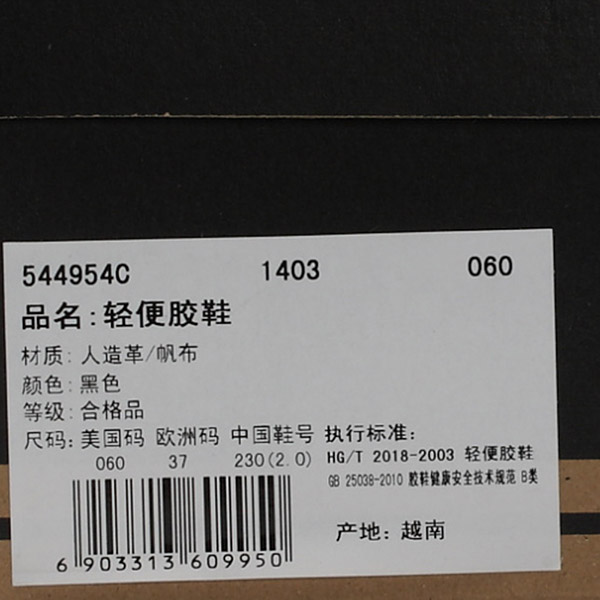 544954C 1403 060
品名:轻便胶鞋
材质:人造革/帆布
颜色:黑色
等级:合格品
尺码:美国码 欧洲码 中国鞋号 执行标准:
060 37 230(2.0) HG/T 2018-2003 轻便胶鞋
GB 25038-2010 胶鞋健康安全技术规范 B类
产地:越南
6 903313 609950